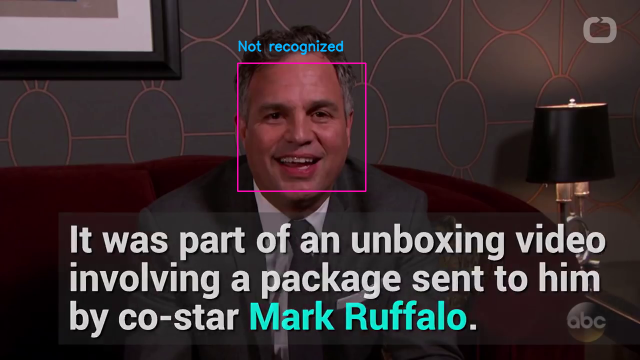 Not recognized
It was part of an unboxing video
involving a package sent to him
by co-star Mark Ruffalo.
abc